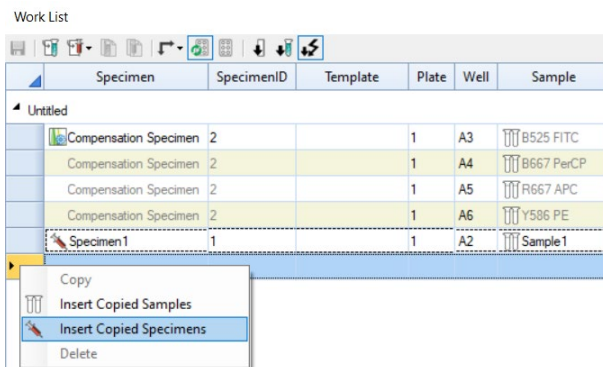 Work List
Specimen SpecimenID Template Plate Well Sample
Untitled
Compensation Specimen 2 1 A3 B525 FITC
Compensation Specimen 2 1 A4 B667 PerCP
Compensation Specimen 2 1 A5 R667 APC
Compensation Specimen 2 1 A6 Y586 PE
Specimen1 1 1 A2 Sample1
Copy
Insert Copied Samples
Insert Copied Specimens
Delete